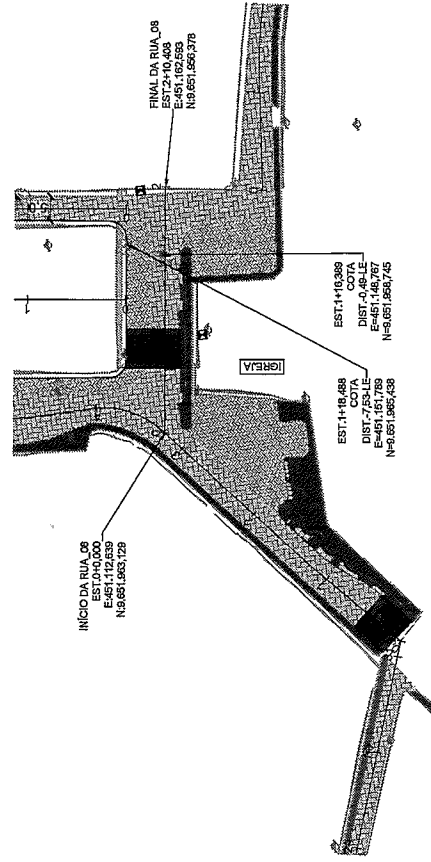 INÍCIO DA RUA_08
EST.0+0,000
E:451.112,639
N:9.651.963,129
FINAL DA RUA_08
EST.2+10,408
E:451.162,593
N:9.651.956,378
IGREJA
EST.1+18,488
COTA
DIST.-7,53-LE
E=451.151,789
N=9.651.965,438
EST.1+16,389
COTA
DIST.-0,49-LE
E=451.148,767
N=9.651.958,745